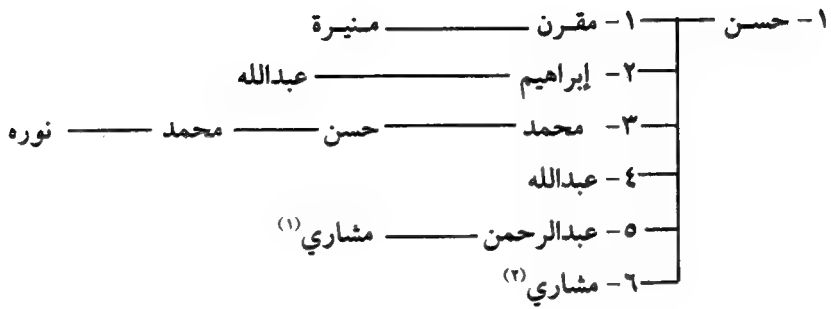 ١- حسن ١- مقرن منيرة
٢- إبراهيم عبدالله
٣- محمد حسن محمد نوره
٤- عبدالله
٥- عبدالرحمن مشاري(١)
٦- مشاري(٢)